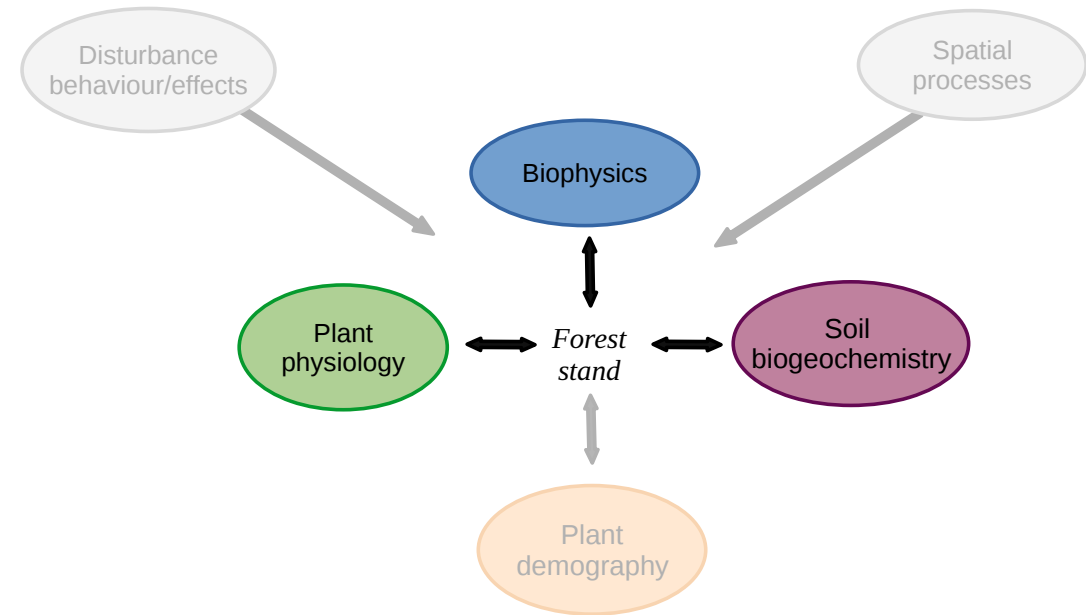 Disturbance
behaviour/effects
Spatial
processes
Biophysics
Plant
physiology
Forest
stand
Soil
biogeochemistry
Plant
demography